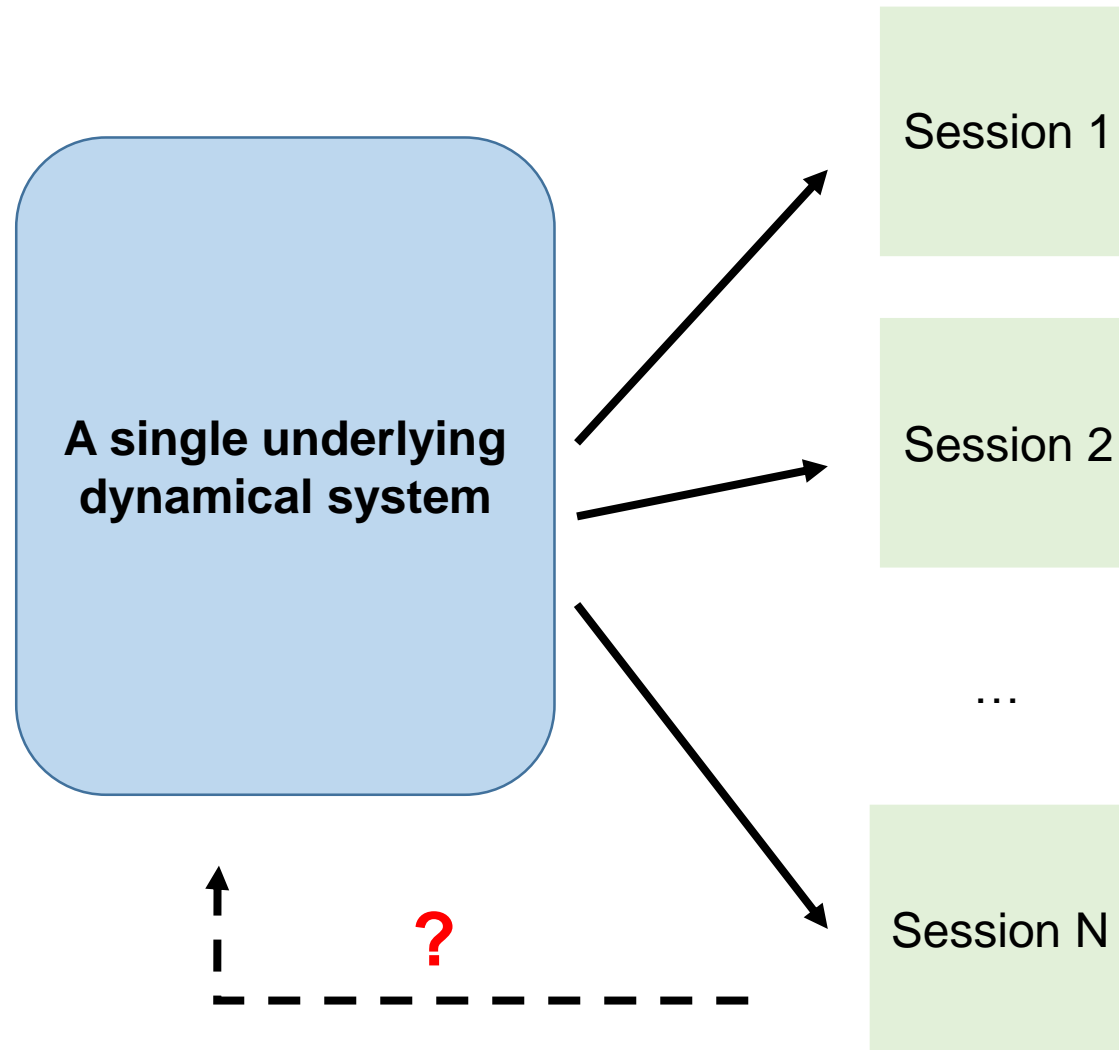 Session 1
A single underlying
dynamical system
Session 2
...
?
Session N